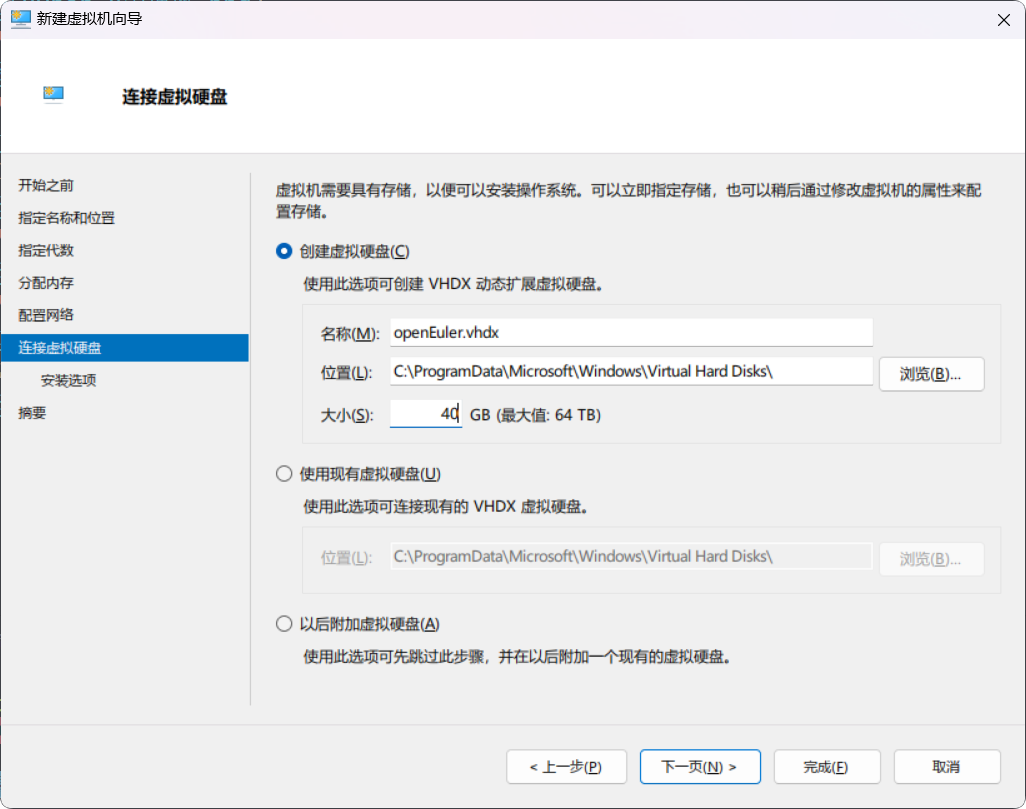 新建虚拟机向导
连接虚拟硬盘
开始之前
指定名称和位置
指定代数
分配内存
配置网络
连接虚拟硬盘
安装选项
摘要
虚拟机需要具有存储，以便可以安装操作系统。可以立即指定存储，也可以稍后通过修改虚拟机的属性来配
置存储。
创建虚拟硬盘(C)
使用此选项可创建 VHDX 动态扩展虚拟硬盘。
名称(M): openEuler.vhdx
位置(L): C:\ProgramData\Microsoft\Windows\Virtual Hard Disks\ 浏览(B)...
大小(S): 40 GB (最大值: 64 TB)
使用现有虚拟硬盘(U)
使用此选项可连接现有的 VHDX 虚拟硬盘。
位置(L): C:\ProgramData\Microsoft\Windows\Virtual Hard Disks\ 浏览(B)...
以后附加虚拟硬盘(A)
使用此选项可先跳过此步骤，并在以后附加一个现有的虚拟硬盘。
< 上一步(P) 下一页(N) > 完成(F) 取消